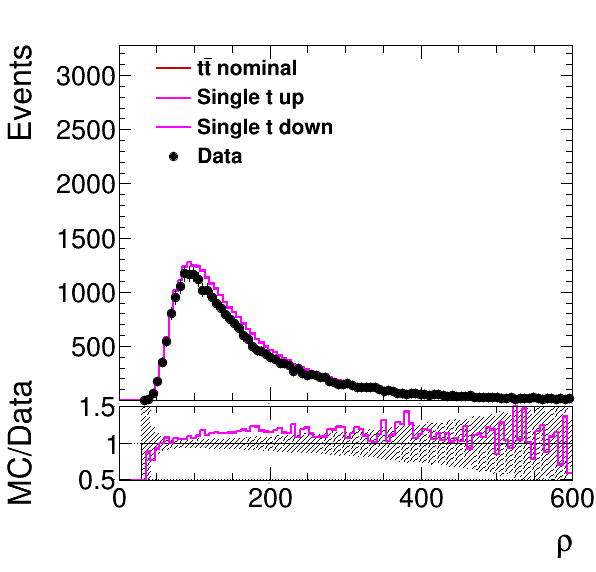 Events
3000
2500
2000
1500
1000
500
tt̄ nominal
Single t up
Single t down
Data
MC/Data
1.5
1
0.5
0
200
400
600
ρ